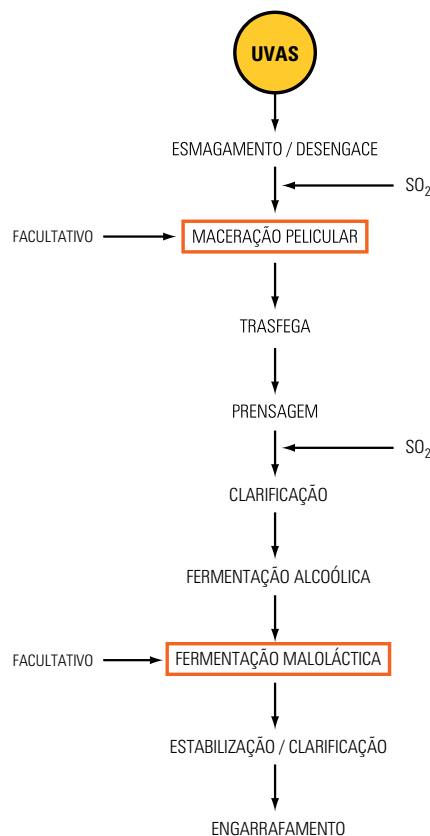 UVAS
ESMAGAMENTO / DESENGACE
SO₂
FACULTATIVO
MACERAÇÃO PELICULAR
TRASFEGA
PRENSAGEM
SO₂
CLARIFICAÇÃO
FERMENTAÇÃO ALCOÓLICA
FACULTATIVO
FERMENTAÇÃO MALOLÁCTICA
ESTABILIZAÇÃO / CLARIFICAÇÃO
ENGARRAFAMENTO